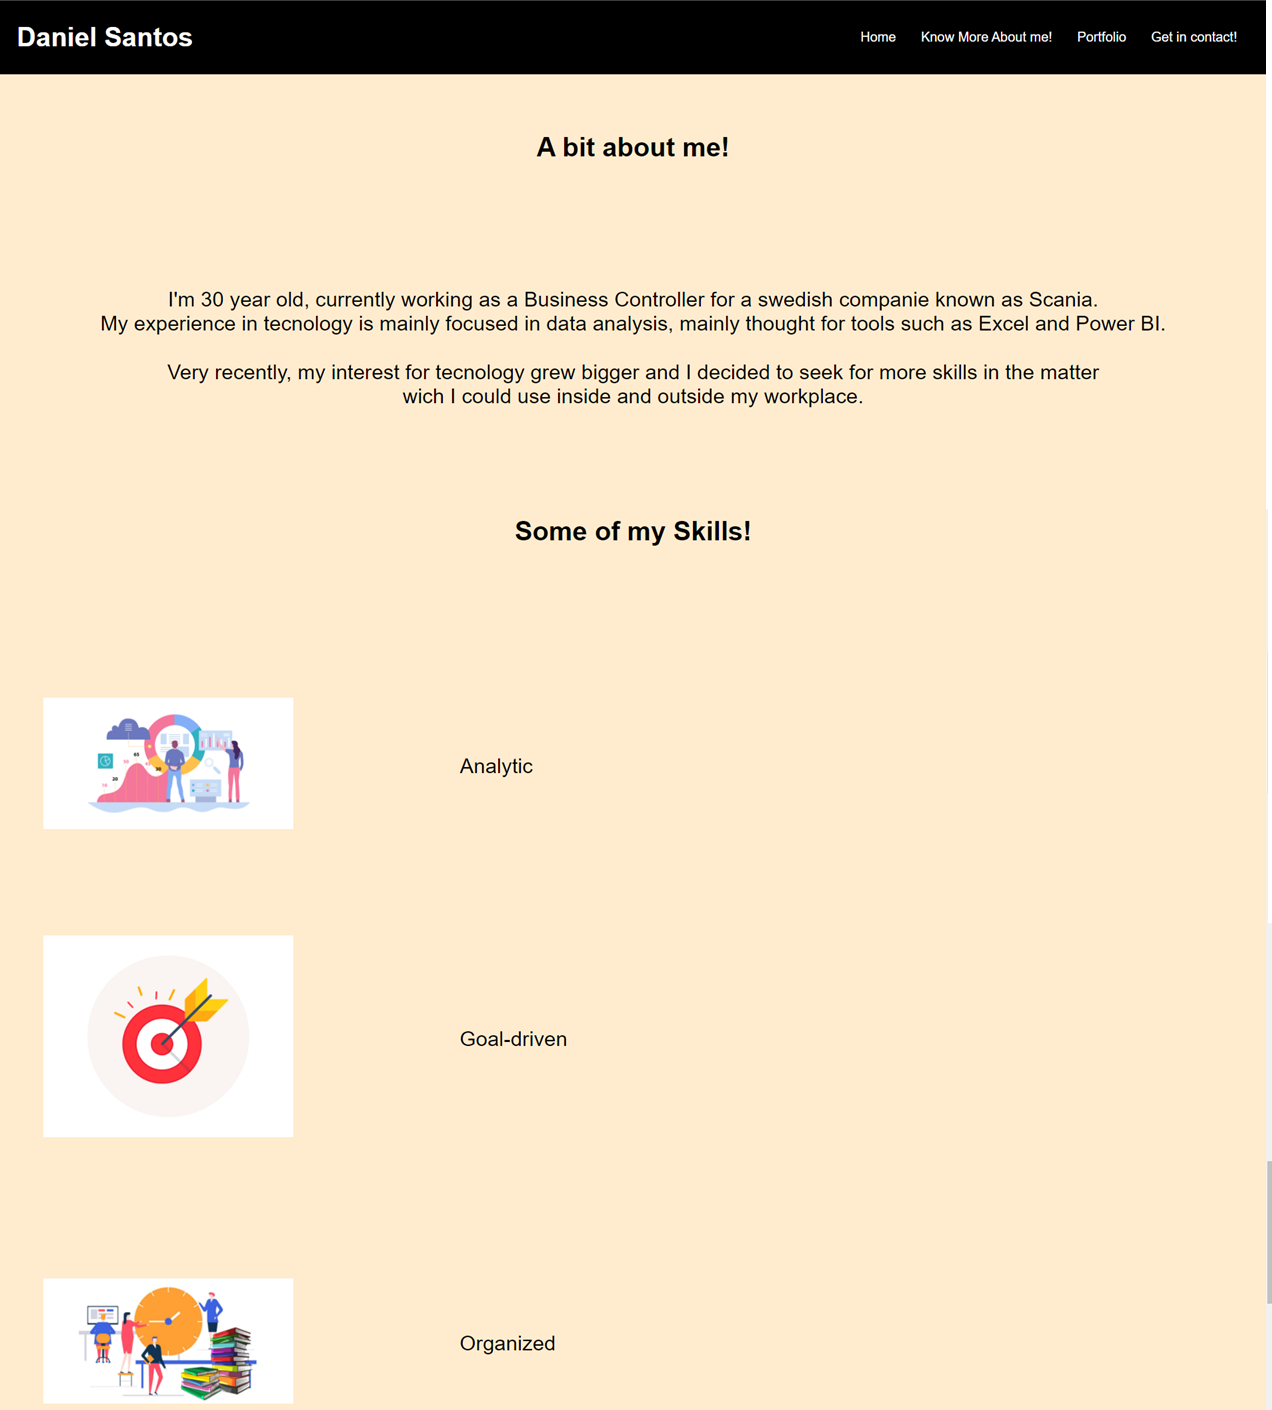 Daniel Santos
Home
Know More About me!
Portfolio
Get in contact!
A bit about me!
I'm 30 year old, currently working as a Business Controller for a swedish companie known as Scania.
My experience in tecnology is mainly focused in data analysis, mainly thought for tools such as Excel and Power BI.
Very recently, my interest for tecnology grew bigger and I decided to seek for more skills in the matter
wich I could use inside and outside my workplace.
Some of my Skills!
Analytic
Goal-driven
Organized